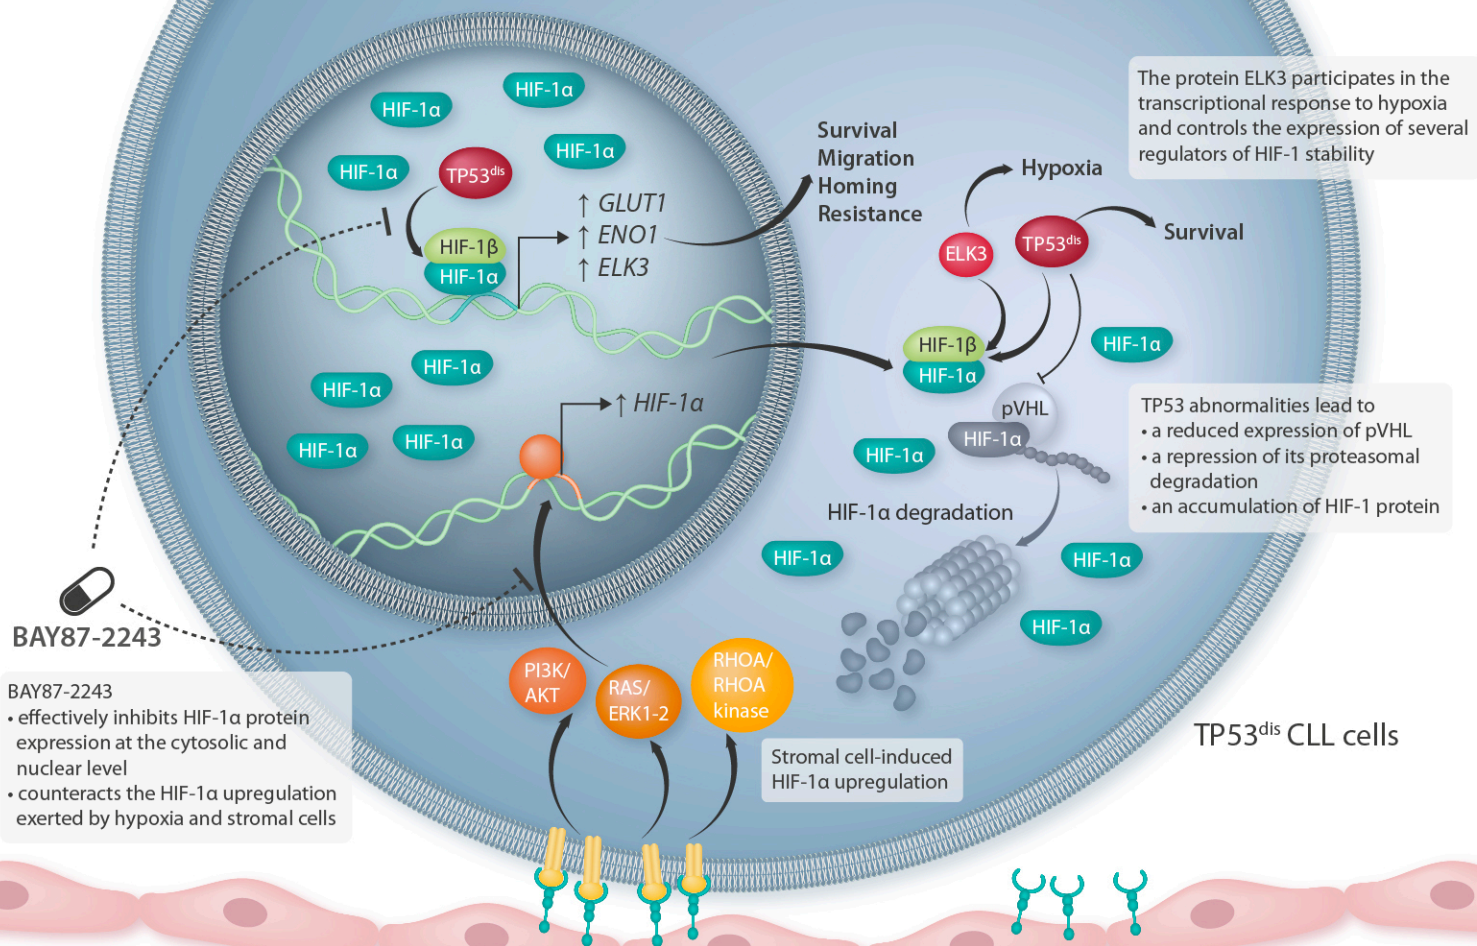 HIF-1α
HIF-1α
HIF-1α
HIF-1α
TP53dis
HIF-1β
HIF-1α
↑ GLUT1
↑ ENO1
↑ ELK3
Survival
Migration
Homing
Resistance
HIF-1α
HIF-1α
HIF-1α
HIF-1α
↑ HIF-1α
The protein ELK3 participates in the
transcriptional response to hypoxia
and controls the expression of several
regulators of HIF-1 stability
Hypoxia
Survival
ELK3
TP53dis
HIF-1β
HIF-1α
HIF-1α
pVHL
HIF-1α
HIF-1α
HIF-1α degradation
HIF-1α
HIF-1α
HIF-1α
TP53 abnormalities lead to
• a reduced expression of pVHL
• a repression of its proteasomal
degradation
• an accumulation of HIF-1 protein
BAY87-2243
BAY87-2243
• effectively inhibits HIF-1α protein
expression at the cytosolic and
nuclear level
• counteracts the HIF-1α upregulation
exerted by hypoxia and stromal cells
PI3K/
AKT
RAS/
ERK1-2
RHOA/
RHOA
kinase
Stromal cell-induced
HIF-1α upregulation
TP53dis CLL cells